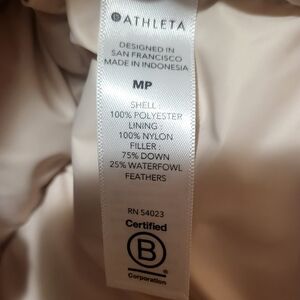 ATHLETA
DESIGNED IN
SAN FRANCISCO
MADE IN INDONESIA
MP
SHELL :
100% POLYESTER
LINING :
100% NYLON
FILLER :
75% DOWN
25% WATERFOWL
FEATHERS
RN 54023
Certified
B
Corporation